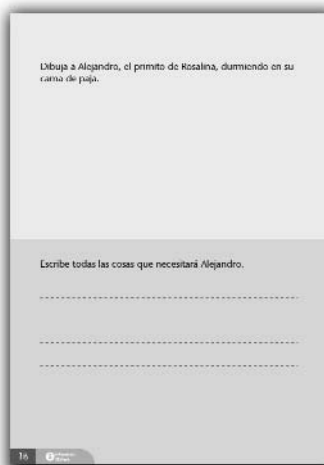 Dibuja a Alejandro, el primito de Rosalina, durmiendo en su
cama de paja.
Escribe todas las cosas que necesitará Alejandro.
16